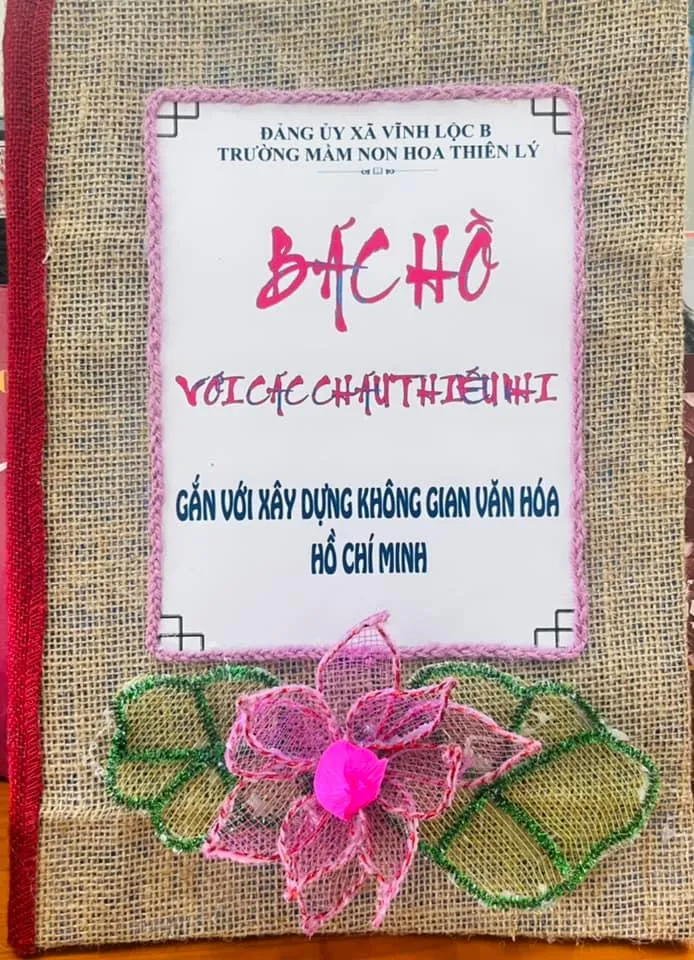 ĐẢNG ỦY XÃ VĨNH LỘC B
TRƯỜNG MẦM NON HOA THIÊN LÝ
BÁC HỒ
VỚI CÁC CHÁU THIẾU NHI
GẮN VỚI XÂY DỰNG KHÔNG GIAN VĂN HÓA
HỒ CHÍ MINH